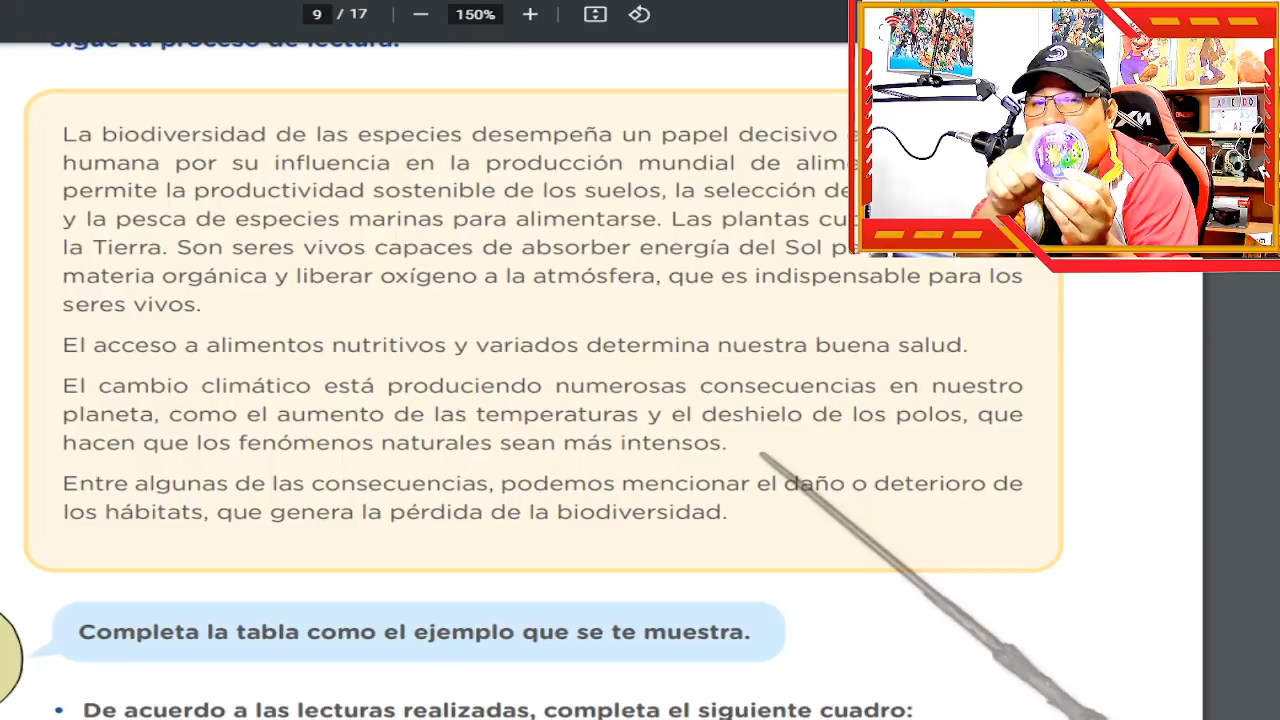 9 / 17
150%
Sigue tu proceso de lectura.
La biodiversidad de las especies desempeña un papel decisivo
humana por su influencia en la producción mundial de
permite la productividad sostenible de los suelos, la selección
y la pesca de especies marinas para alimentarse. Las plantas
la Tierra. Son seres vivos capaces de absorber energía del Sol
materia orgánica y liberar oxígeno a la atmósfera, que es indispensable para los
seres vivos.
El acceso a alimentos nutritivos y variados determina nuestra buena salud.
El cambio climático está produciendo numerosas consecuencias en nuestro
planeta, como el aumento de las temperaturas y el deshielo de los polos, que
hacen que los fenómenos naturales sean más intensos.
Entre algunas de las consecuencias, podemos mencionar el daño o deterioro de
los hábitats, que genera la pérdida de la biodiversidad.
Completa la tabla como el ejemplo que se te muestra.
• De acuerdo a las lecturas realizadas, completa el siguiente cuadro: